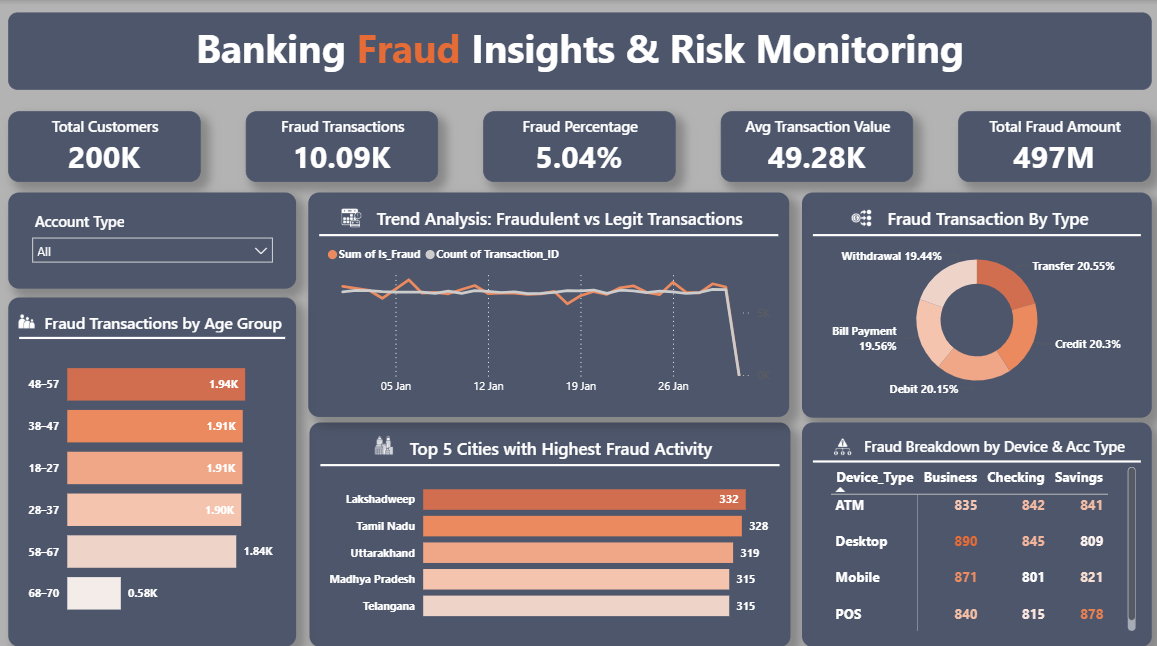 Banking Fraud Insights & Risk Monitoring
Total Customers
200K
Fraud Transactions
10.09K
Fraud Percentage
5.04%
Avg Transaction Value
49.28K
Total Fraud Amount
497M
Account Type
All
Trend Analysis: Fraudulent vs Legit Transactions
Sum of Is_Fraud Count of Transaction_ID
05 Jan 12 Jan 19 Jan 26 Jan
Fraud Transaction By Type
Withdrawal 19.44%
Transfer 20.55%
Bill Payment
19.56%
Credit 20.3%
Debit 20.15%
Fraud Transactions by Age Group
48–57 1.94K
38–47 1.91K
18–27 1.91K
28–37 1.90K
58–67 1.84K
68–70 0.58K
Top 5 Cities with Highest Fraud Activity
Lakshadweep 332
Tamil Nadu 328
Uttarakhand 319
Madhya Pradesh 315
Telangana 315
Fraud Breakdown by Device & Acc Type
Device_Type Business Checking Savings
ATM 835 842 841
Desktop 890 845 809
Mobile 871 801 821
POS 840 815 878